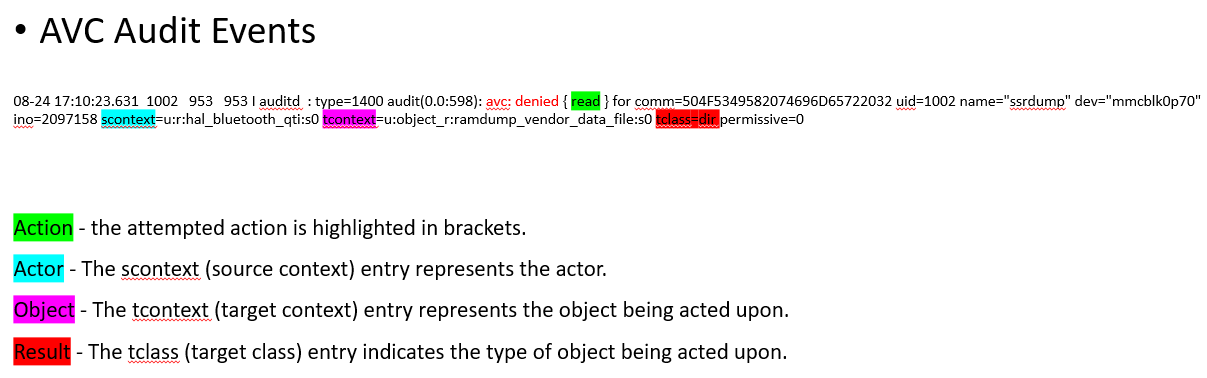 • AVC Audit Events
08-24 17:10:23.631 1002 953 953 I auditd : type=1400 audit(0.0:598): avc: denied { read } for comm=504F5349582074696D65722032 uid=1002 name="ssrdump" dev="mmcblk0p70"
ino=2097158 scontext=u:r:hal_bluetooth_qti:s0 tcontext=u:object_r:ramdump_vendor_data_file:s0 tclass=dir permissive=0
Action - the attempted action is highlighted in brackets.
Actor - The scontext (source context) entry represents the actor.
Object - The tcontext (target context) entry represents the object being acted upon.
Result - The tclass (target class) entry indicates the type of object being acted upon.